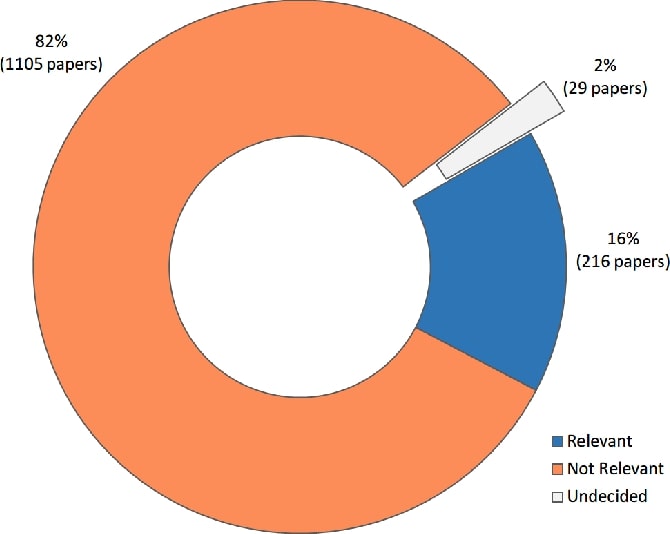 82%
(1105 papers)
2%
(29 papers)
16%
(216 papers)
Relevant
Not Relevant
Undecided